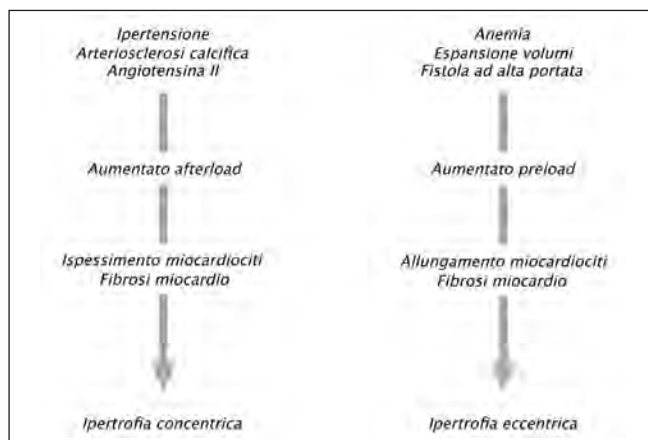 Ipertensione
Arteriosclerosi calcifica
Angiotensina II
Aumentato afterload
Ispessimento miocardiociti
Fibrosi miocardio
Ipertrofia concentrica
Anemia
Espansione volumi
Fistola ad alta portata
Aumentato preload
Allungamento miocardiociti
Fibrosi miocardio
Ipertrofia eccentrica